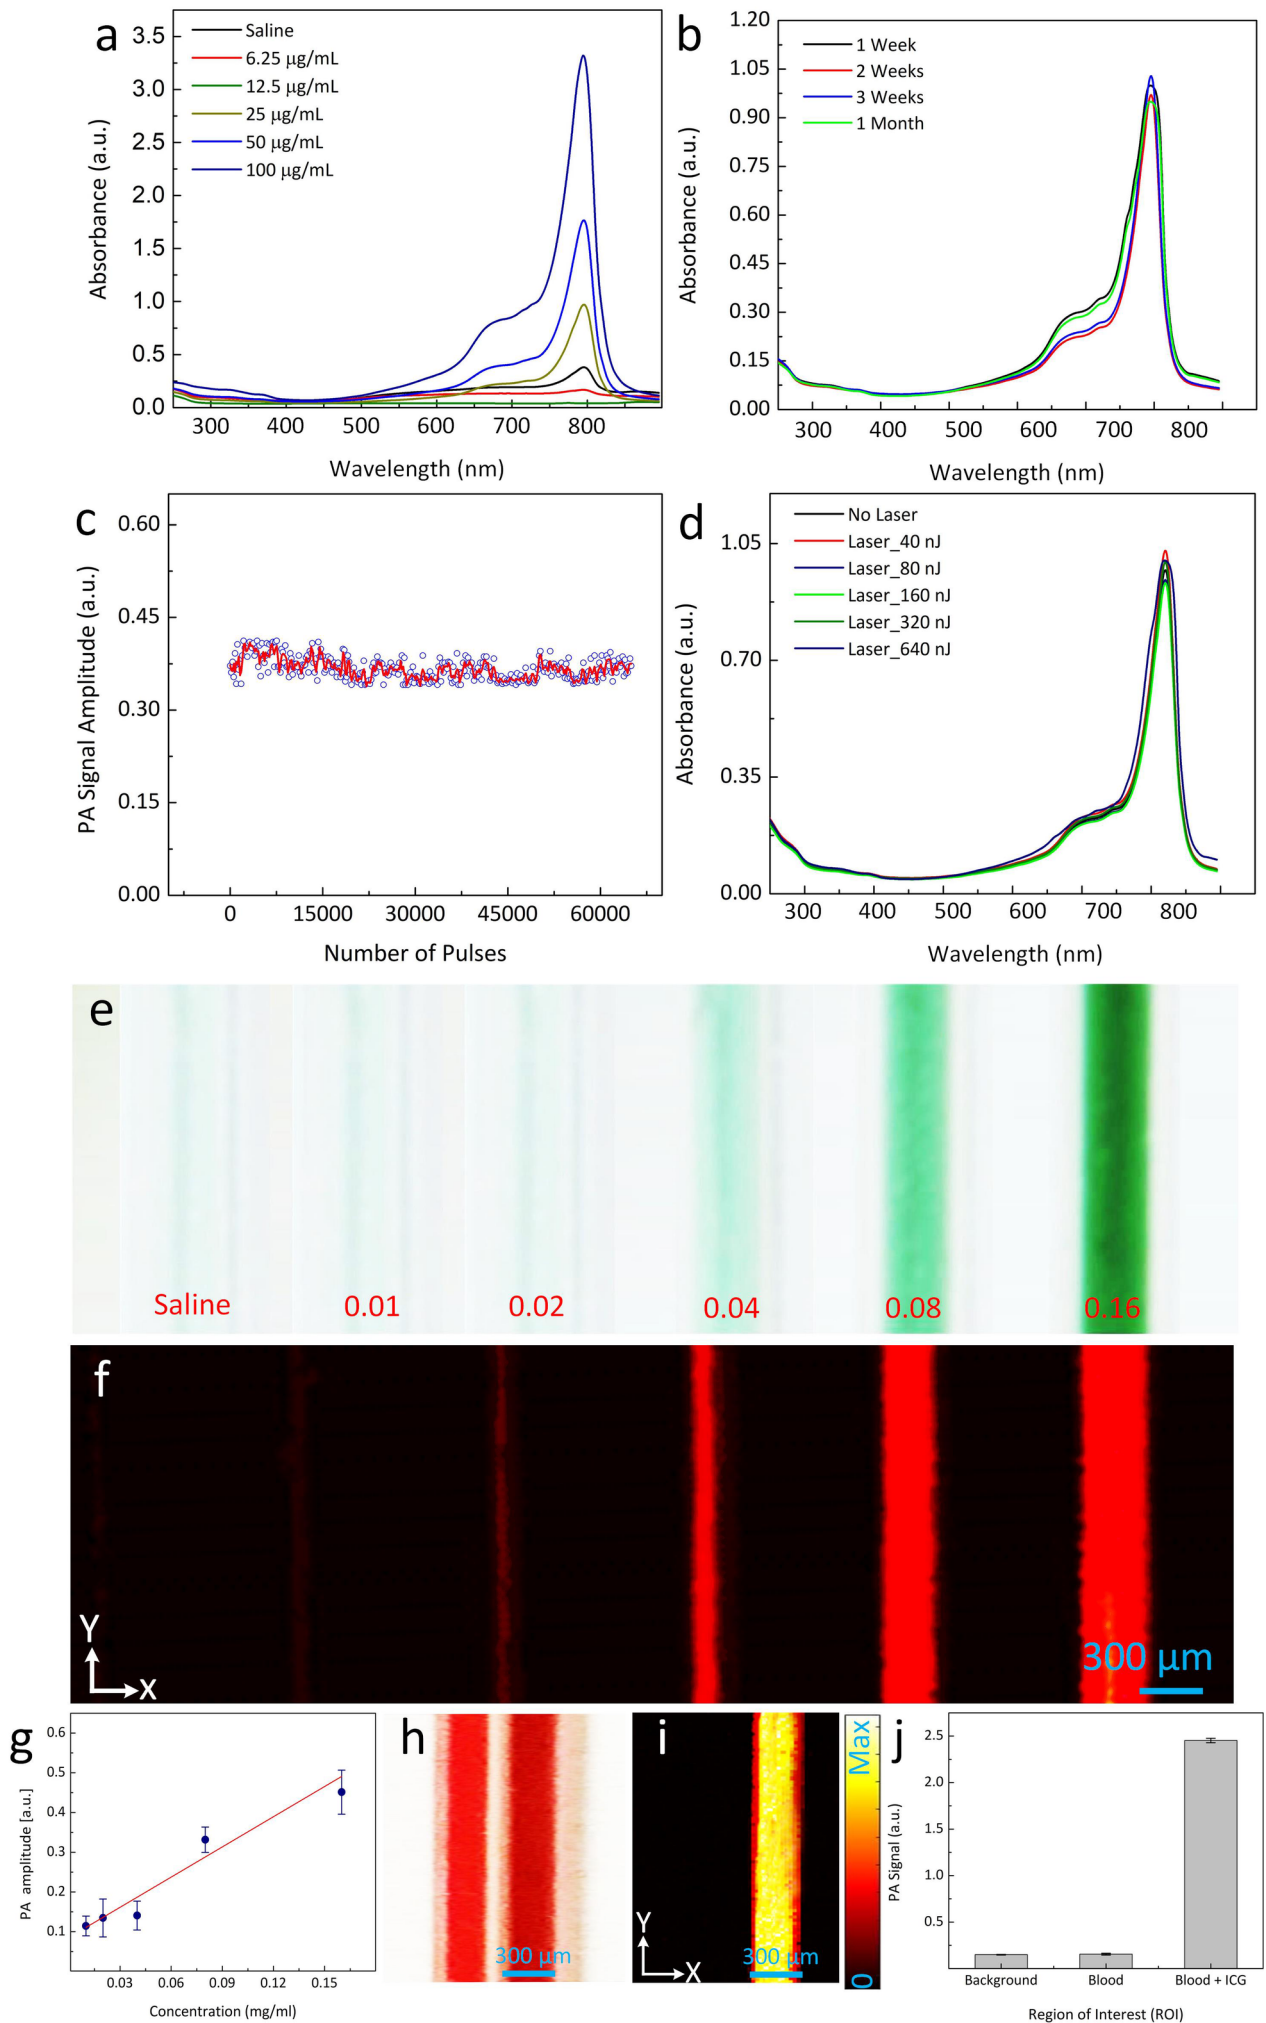 a
3.5
3.0
2.5
2.0
1.5
1.0
0.5
0.0
Absorbance (a.u.)
Saline
6.25 µg/mL
12.5 µg/mL
25 µg/mL
50 µg/mL
100 µg/mL
300 400 500 600 700 800
Wavelength (nm)
b
1.20
1.05
0.90
0.75
0.60
0.45
0.30
0.15
0.00
Absorbance (a.u.)
1 Week
2 Weeks
3 Weeks
1 Month
300 400 500 600 700 800
Wavelength (nm)
c
0.60
0.45
0.30
0.15
0.00
PA Signal Amplitude (a.u.)
0 15000 30000 45000 60000
Number of Pulses
d
1.05
0.70
0.35
0.00
Absorbance (a.u.)
No Laser
Laser_40 nJ
Laser_80 nJ
Laser_160 nJ
Laser_320 nJ
Laser_640 nJ
300 400 500 600 700 800
Wavelength (nm)
e
Saline 0.01 0.02 0.04 0.08 0.16
f
Y
X
300 µm
g
0.6
0.5
0.4
0.3
0.2
0.1
PA amplitude [a.u.]
0.03 0.06 0.09 0.12 0.15
Concentration (mg/ml)
h
300 µm
i
Y
X
300 µm
Max
0
j
2.5
2.0
1.5
1.0
0.5
PA Signal (a.u.)
Background Blood Blood + ICG
Region of Interest (ROI)